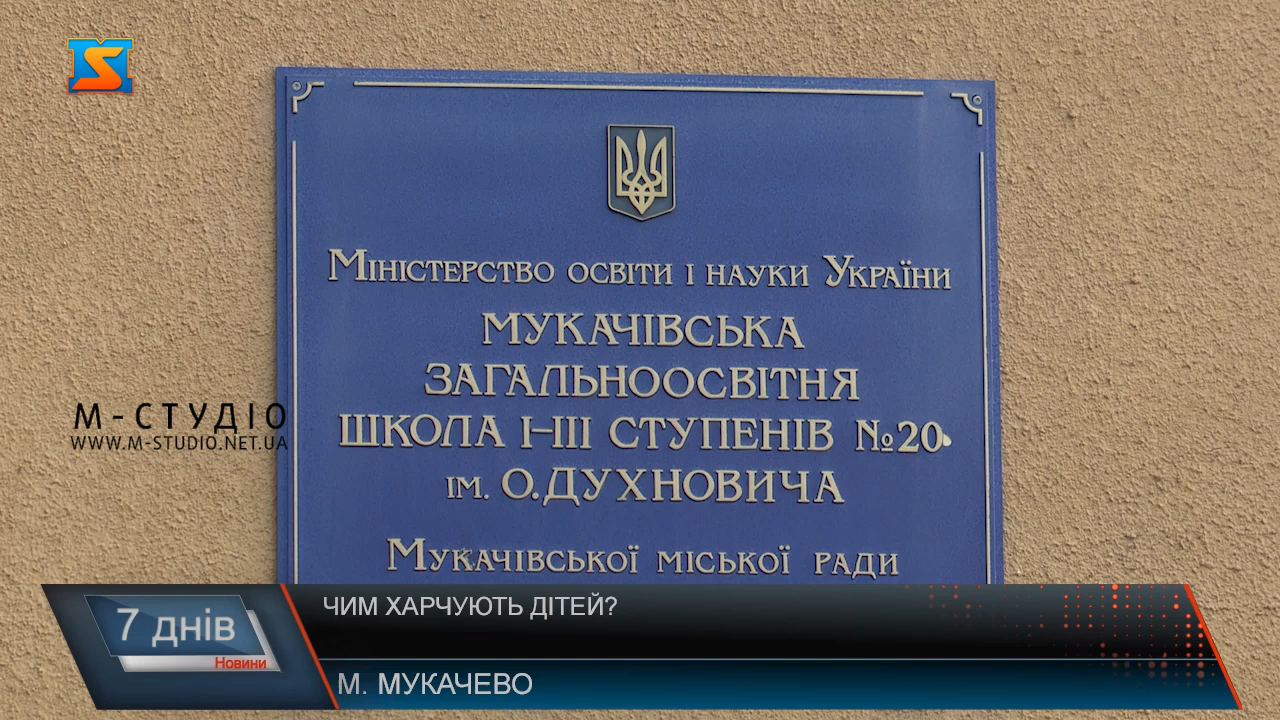 Міністерство освіти і науки України
МУКАЧІВСЬКА
ЗАГАЛЬНООСВІТНЯ
ШКОЛА І-ІІІ СТУПЕНІВ №20
ІМ. О.ДУХНОВИЧА
Мукачівської міської ради
М-СТУДІО
WWW.M-STUDIO.NET.UA
7 днів
Новини
ЧИМ ХАРЧУЮТЬ ДІТЕЙ?
М. МУКАЧЕВО